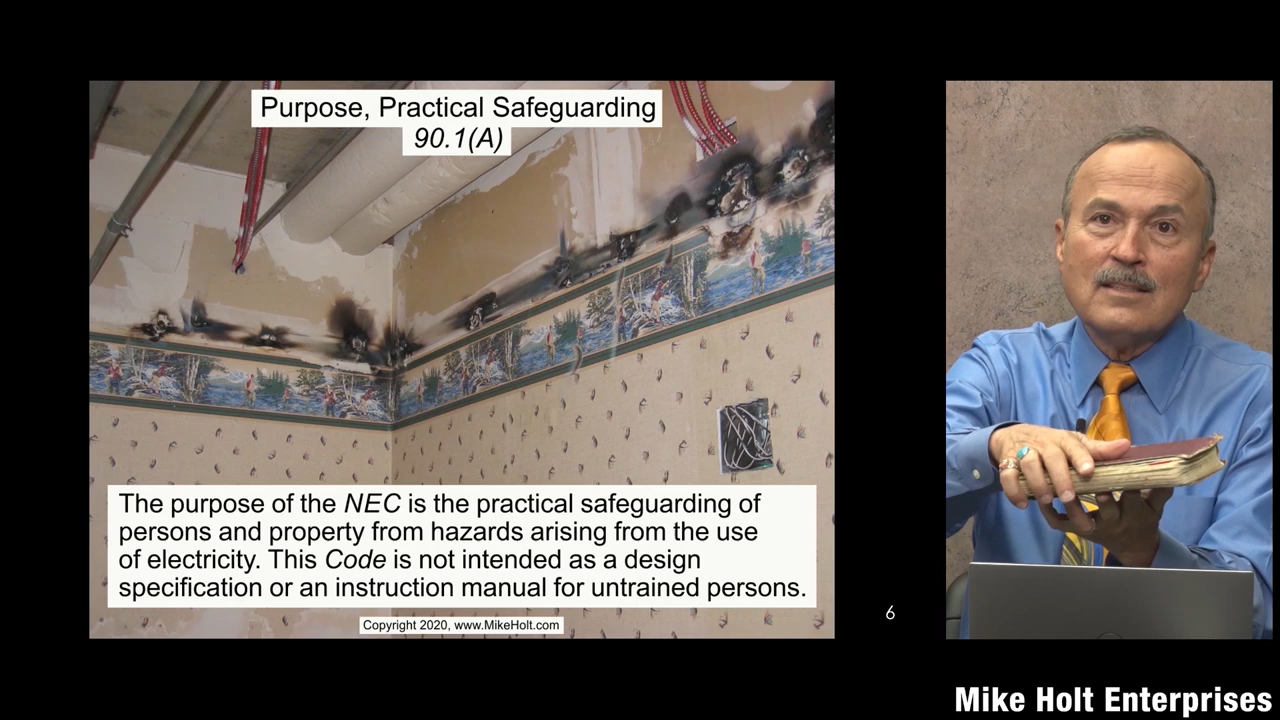 Purpose, Practical Safeguarding
90.1(A)
The purpose of the NEC is the practical safeguarding of
persons and property from hazards arising from the use
of electricity. This Code is not intended as a design
specification or an instruction manual for untrained persons.
Copyright 2020, www.MikeHolt.com
6
Mike Holt Enterprises